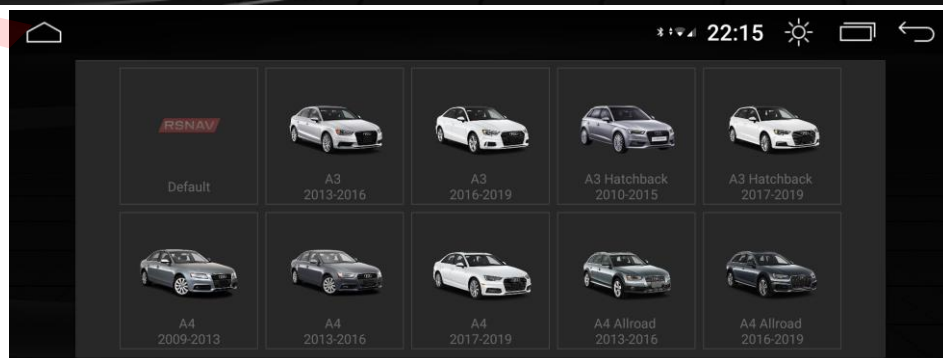 22:15
RSNAV
Default
A3
2013-2016
A3
2016-2019
A3 Hatchback
2010-2015
A3 Hatchback
2017-2019
A4
2009-2013
A4
2013-2016
A4
2017-2019
A4 Allroad
2013-2016
A4 Allroad
2016-2019